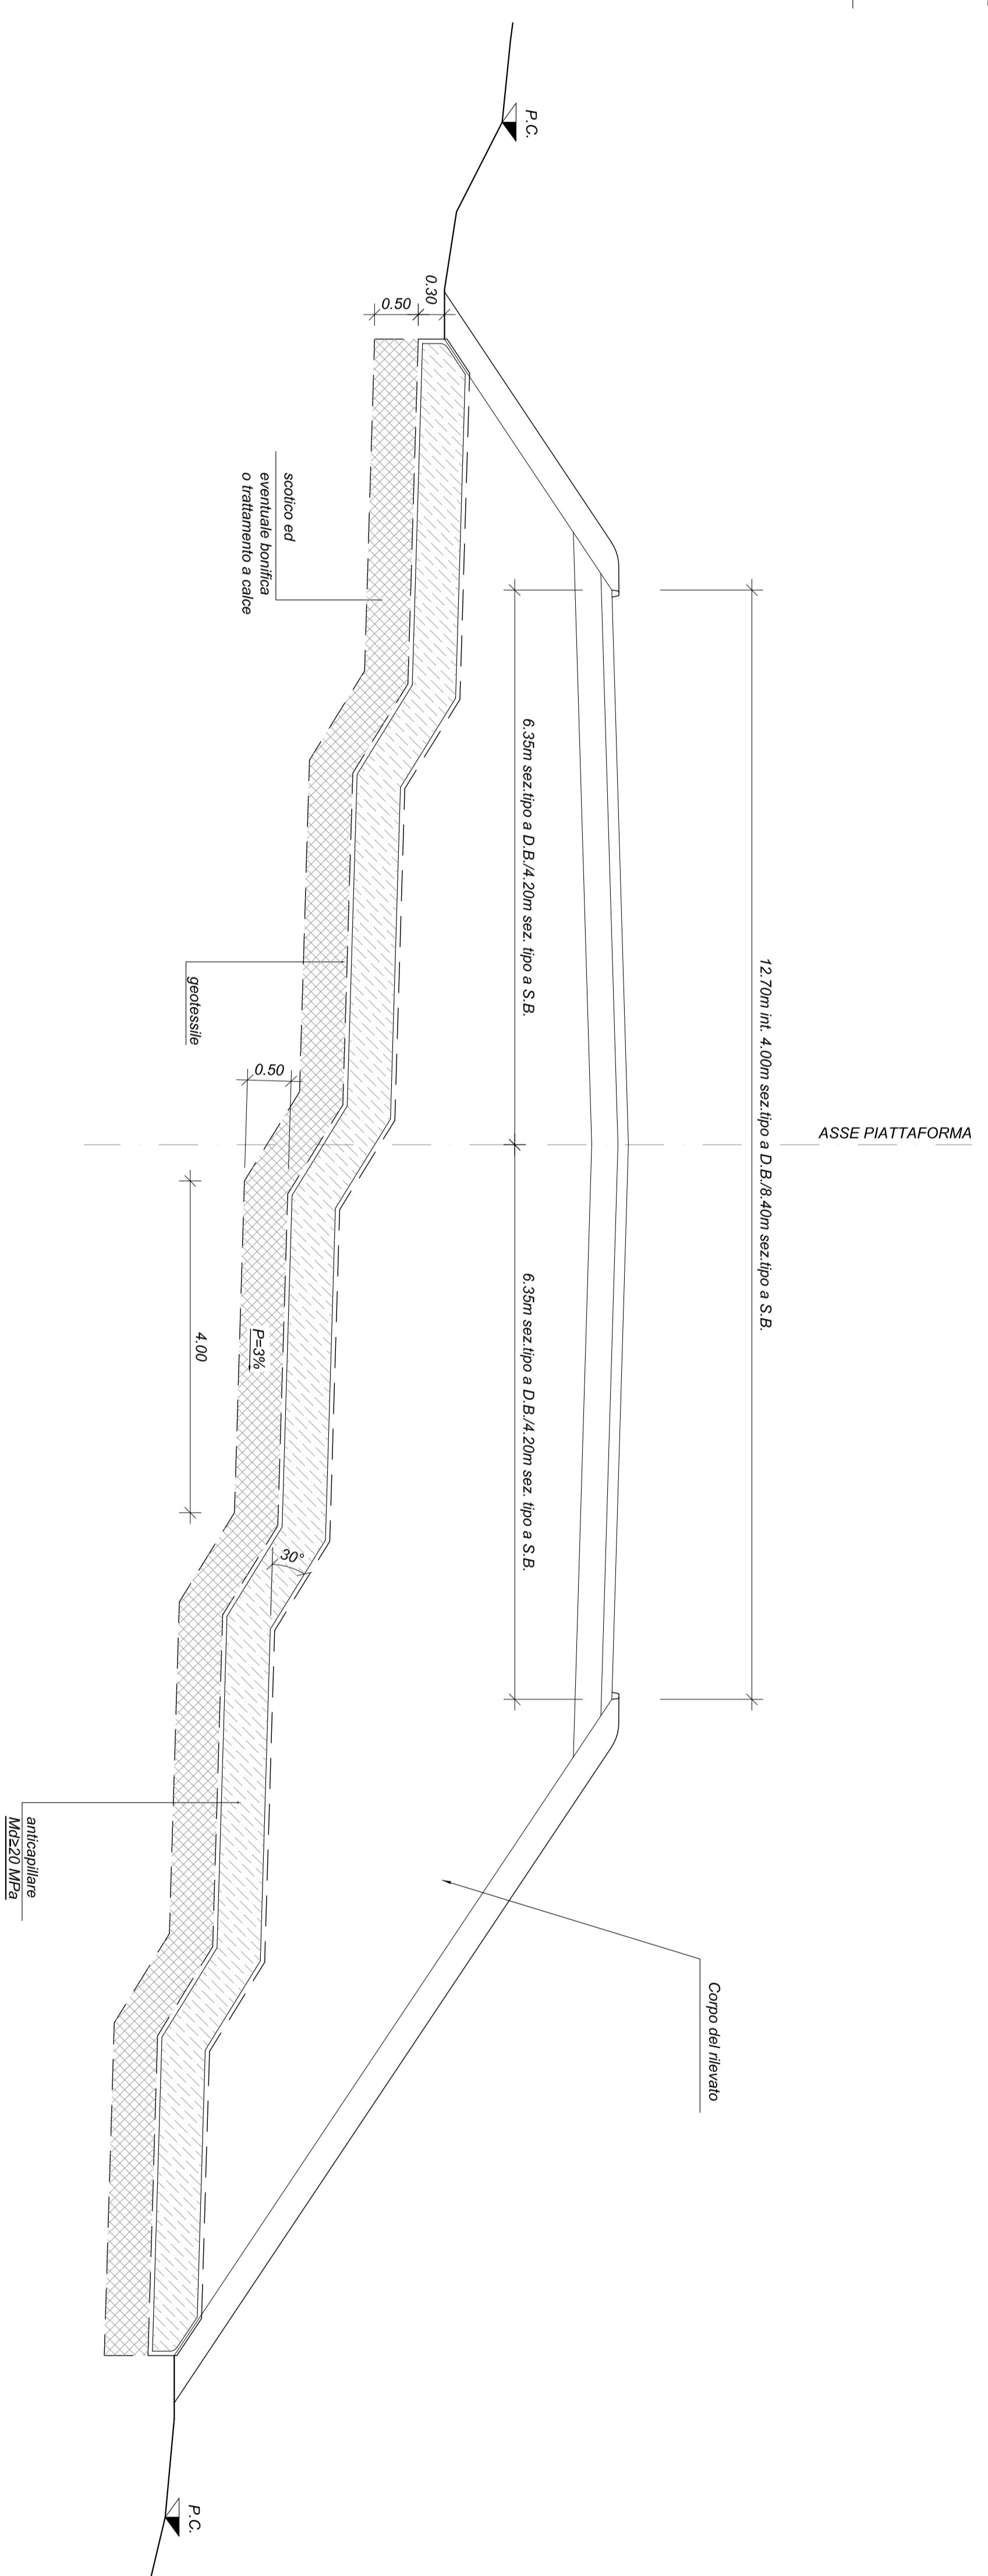 ASSE PIATTAFORMA
12.70m int. 4.00m sez.tipo a D.B./8.40m sez.tipo a S.B.
6.35m sez.tipo a D.B./4.20m sez. tipo a S.B.
6.35m sez.tipo a D.B./4.20m sez. tipo a S.B.
P.C.
0.30
0.50
scotico ed
eventuale bonifica
o trattamento a calce
geotessile
0.50
4.00
P=3%
30°
Corpo del rilevato
anticapillare
Md≥20 MPa
P.C.